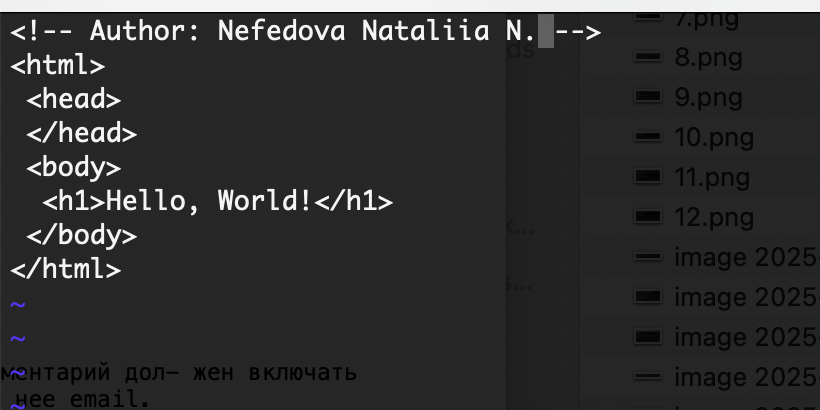 <!-- Author: Nefedova Nataliia N. -->
<html>
 <head>
 </head>
 <body>
  <h1>Hello, World!</h1>
 </body>
</html>
~
~
~
~
ментарий дол– жен включать
нее email.
ds
к...
s...
7.png
8.png
9.png
10.png
11.png
12.png
image 2025
image 2025
image 2025
image 2025